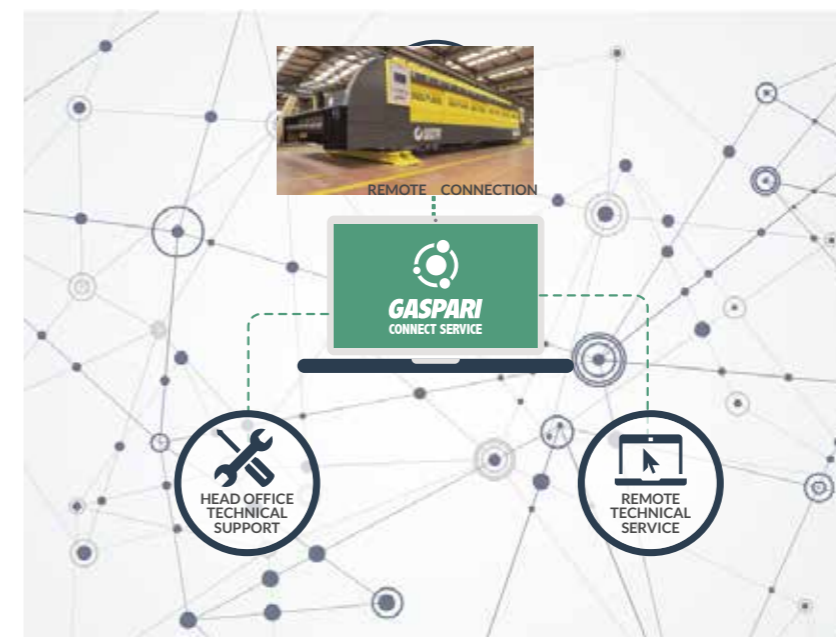 REMOTE CONNECTION
GASPARI
CONNECT SERVICE
HEAD OFFICE
TECHNICAL
SUPPORT
REMOTE
TECHNICAL
SERVICE